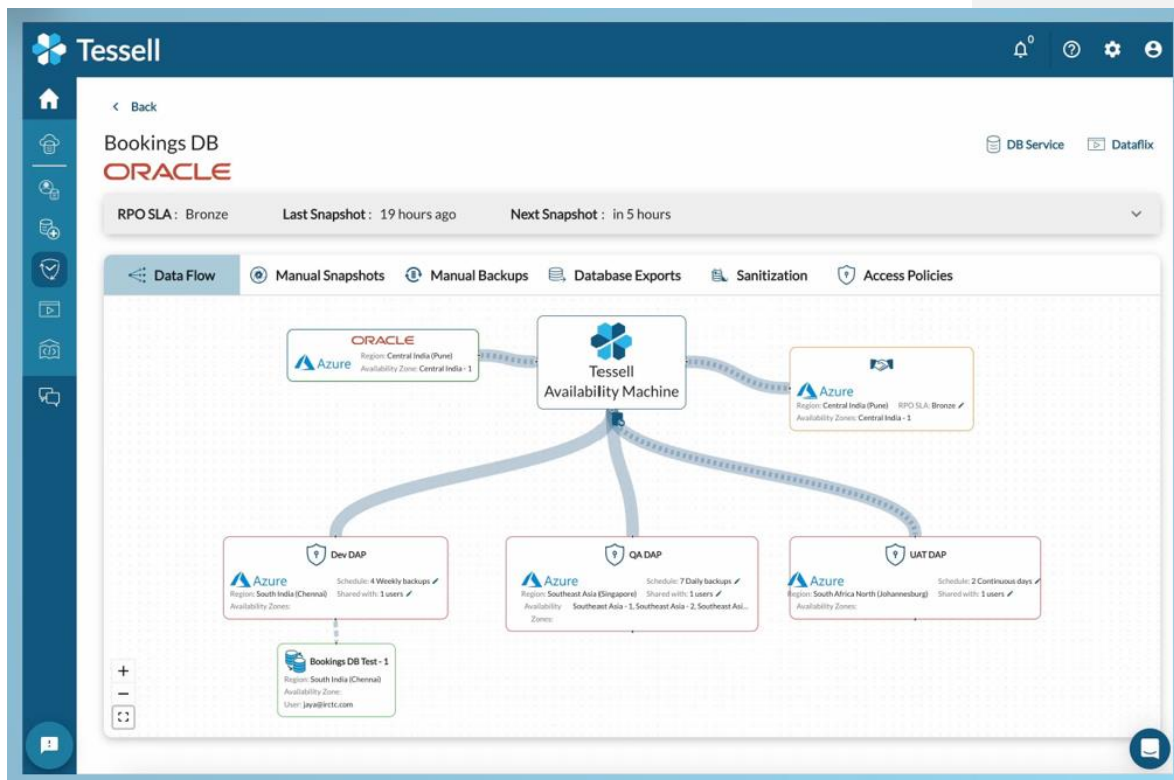 Tessell
0
Back
Bookings DB
ORACLE
DB Service
Dataflix
RPO SLA : Bronze
Last Snapshot : 19 hours ago
Next Snapshot : in 5 hours
Data Flow
Manual Snapshots
Manual Backups
Database Exports
Sanitization
Access Policies
ORACLE
Azure
Region: Central India (Pune)
Availability Zone: Central India - 1
Tessell
Availability Machine
Azure
Region: Central India (Pune) RPO SLA: Bronze
Availability Zones: Central India - 1
Dev DAP
Azure
Schedule: 4 Weekly backups
Region: South India (Chennai) Shared with: 1 users
Availability Zones:
QA DAP
Azure
Schedule: 7 Daily backups
Region: Southeast Asia (Singapore) Shared with: 1 users
Availability Zones: Southeast Asia - 1, Southeast Asia - 2, Southeast Asi...
UAT DAP
Azure
Schedule: 2 Continuous days
Region: South Africa North (Johannesburg) Shared with: 1 users
Availability Zones:
Bookings DB Test - 1
Region: South India (Chennai)
Availability Zone:
User: jaya@irctc.com